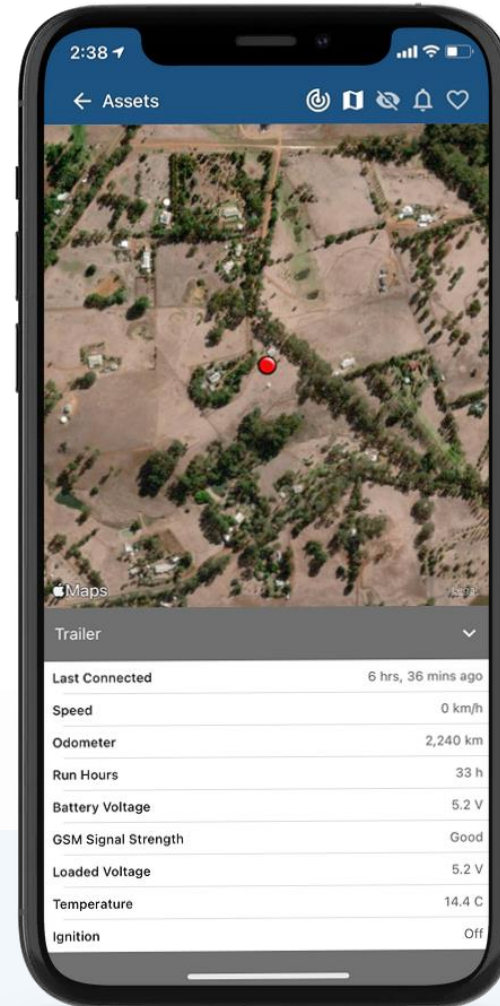 2:38
Assets
Maps
Legal
Trailer
Last Connected 6 hrs, 36 mins ago
Speed 0 km/h
Odometer 2,240 km
Run Hours 33 h
Battery Voltage 5.2 V
GSM Signal Strength Good
Loaded Voltage 5.2 V
Temperature 14.4 C
Ignition Off